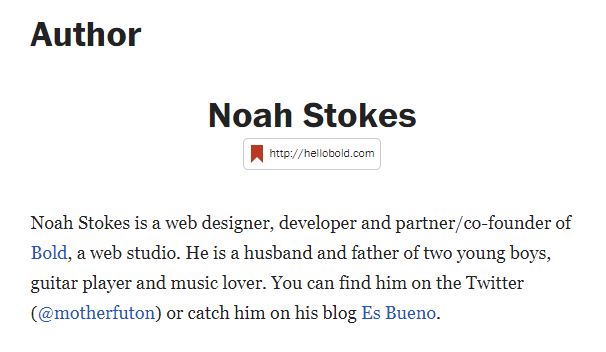 Author
Noah Stokes
http://hellobold.com
Noah Stokes is a web designer, developer and partner/co-founder of
Bold, a web studio. He is a husband and father of two young boys,
guitar player and music lover. You can find him on the Twitter
(@motherfuton) or catch him on his blog Es Bueno.